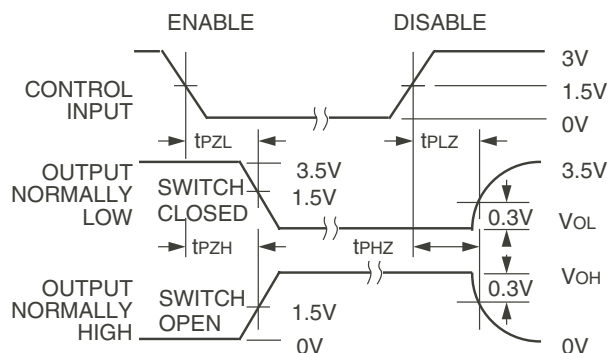 ENABLE DISABLE
3V
CONTROL
INPUT
1.5V
0V
tPZL tPLZ
OUTPUT
NORMALLY
LOW
SWITCH
CLOSED
3.5V
1.5V
3.5V
0.3V
VOL
tPZH tPHZ
VOH
0.3V
OUTPUT
NORMALLY
HIGH
SWITCH
OPEN
1.5V
0V
0V